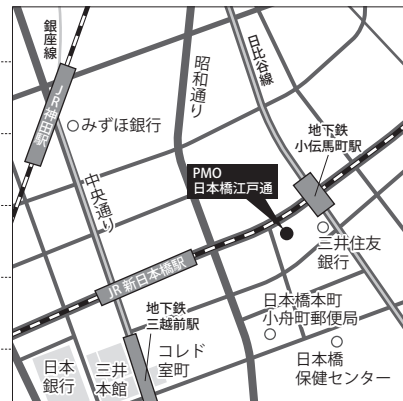 銀座線
JR神田駅
みずほ銀行
昭和通り
日比谷線
地下鉄
小伝馬町駅
中央通り
PMO
日本橋江戸通
三井住友
銀行
JR新日本橋駅
地下鉄
三越前駅
日本橋本町
小舟町郵便局
コレド
室町
日本
銀行
三井
本館
日本橋
保健センター